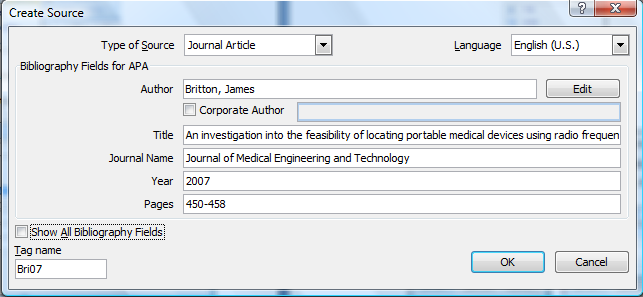 Create Source
Type of Source Journal Article Language English (U.S.)
Bibliography Fields for APA
Author Britton, James Edit
Corporate Author
Title An investigation into the feasibility of locating portable medical devices using radio frequen
Journal Name Journal of Medical Engineering and Technology
Year 2007
Pages 450-458
Show All Bibliography Fields
Tag name
Bri07 OK Cancel